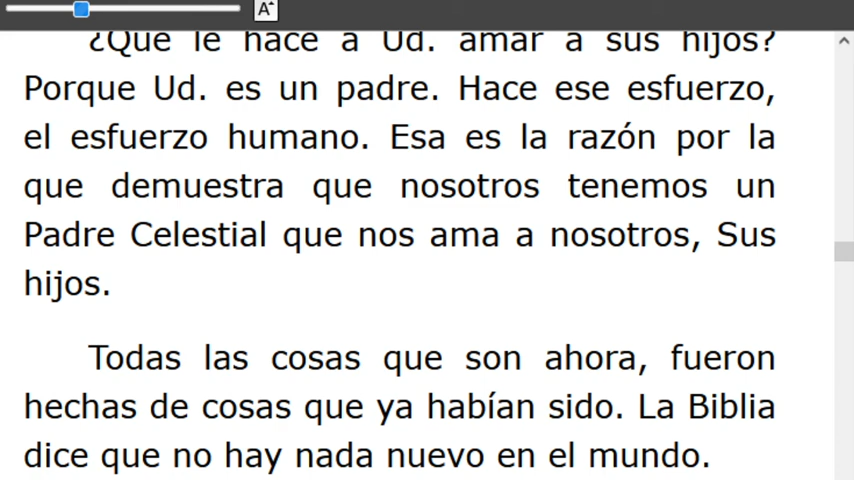 A
¿Qué le hace a Ud. amar a sus hijos?
Porque Ud. es un padre. Hace ese esfuerzo,
el esfuerzo humano. Esa es la razón por la
que demuestra que nosotros tenemos un
Padre Celestial que nos ama a nosotros, Sus
hijos.
Todas las cosas que son ahora, fueron
hechas de cosas que ya habían sido. La Biblia
dice que no hay nada nuevo en el mundo.